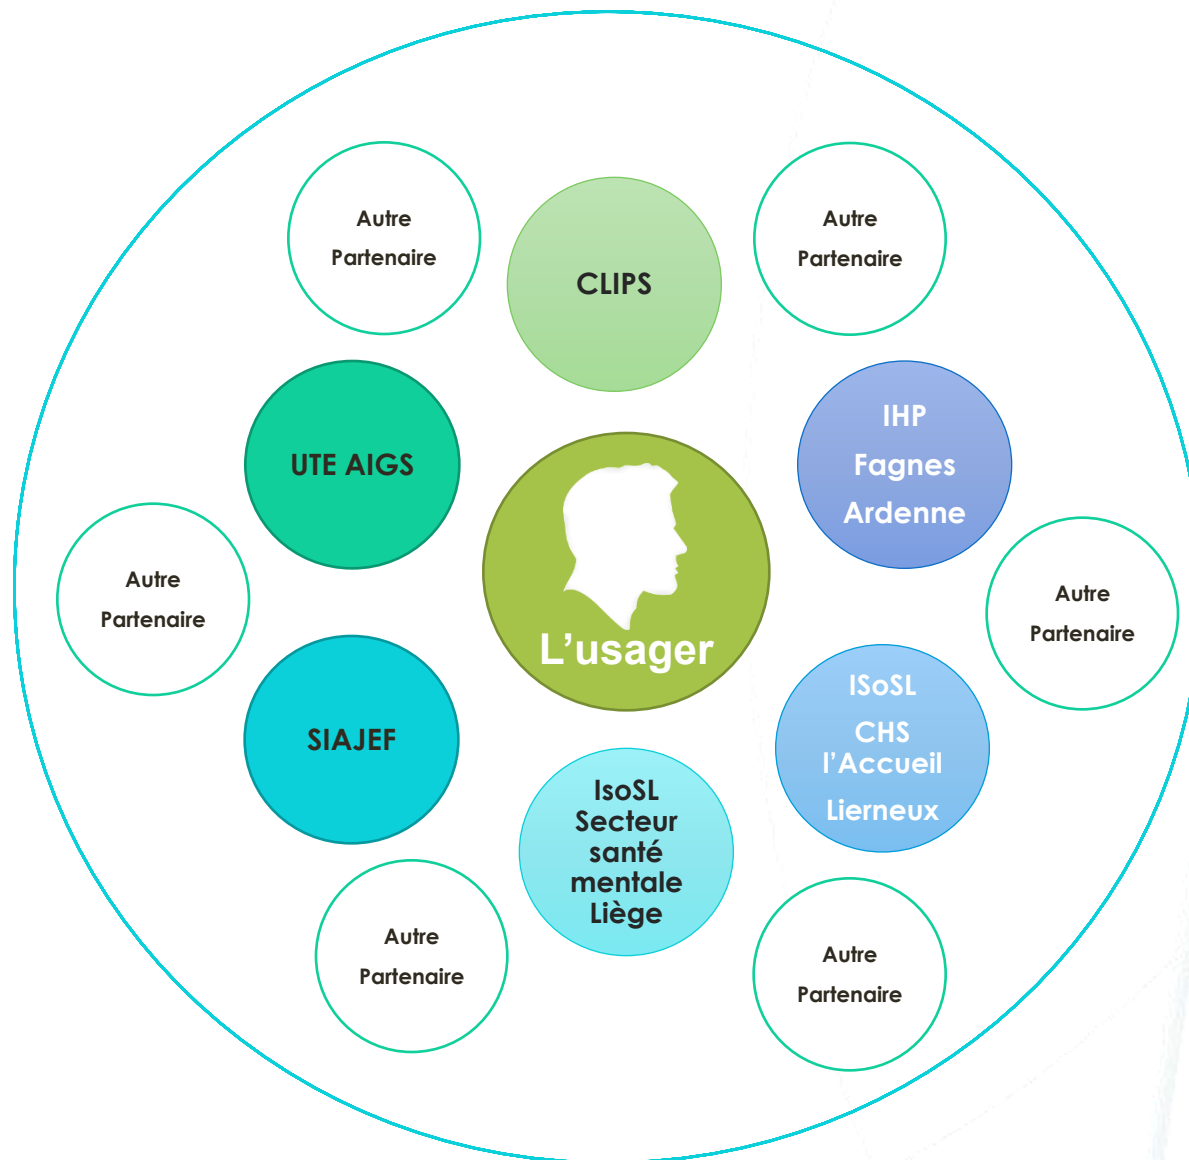 Autre
Partenaire
CLIPS
Autre
Partenaire
UTE AIGS
IHP
Fagnes
Ardenne
Autre
Partenaire
L'usager
Autre
Partenaire
SIAJEF
ISoSL
CHS
l'Accueil
Lierneux
IsoSL
Secteur
santé
mentale
Liège
Autre
Partenaire
Autre
Partenaire